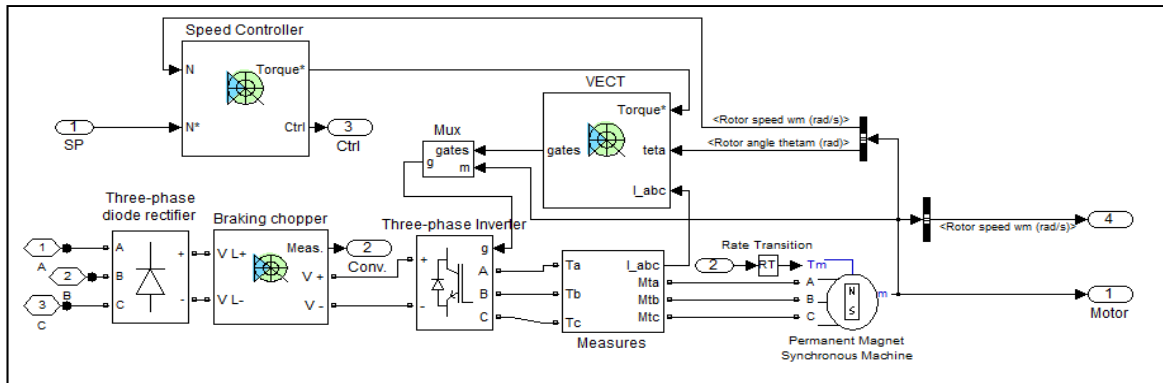 Speed Controller
N
Torque*
N*
Ctrl
1
SP
3
Ctrl
VECT
Torque*
gates
teta
I_abc
<Rotor speed wm (rad/s)>
<Rotor angle thetam (rad)>
Mux
gates
g
m
Three-phase
diode rectifier
A
B
C
+
-
1
A
2
B
3
C
Braking chopper
V L+
Meas.
V +
V L-
V -
2
Conv.
Three-phase Inverter
g
+
A
B
-
C
Ta
I_abc
Mta
Tb
Mtb
Tc
Mtc
Measures
Rate Transition
2
RT
Tm
A
B
C
N
S
m
Permanent Magnet
Synchronous Machine
4
<Rotor speed wm (rad/s)>
1
Motor